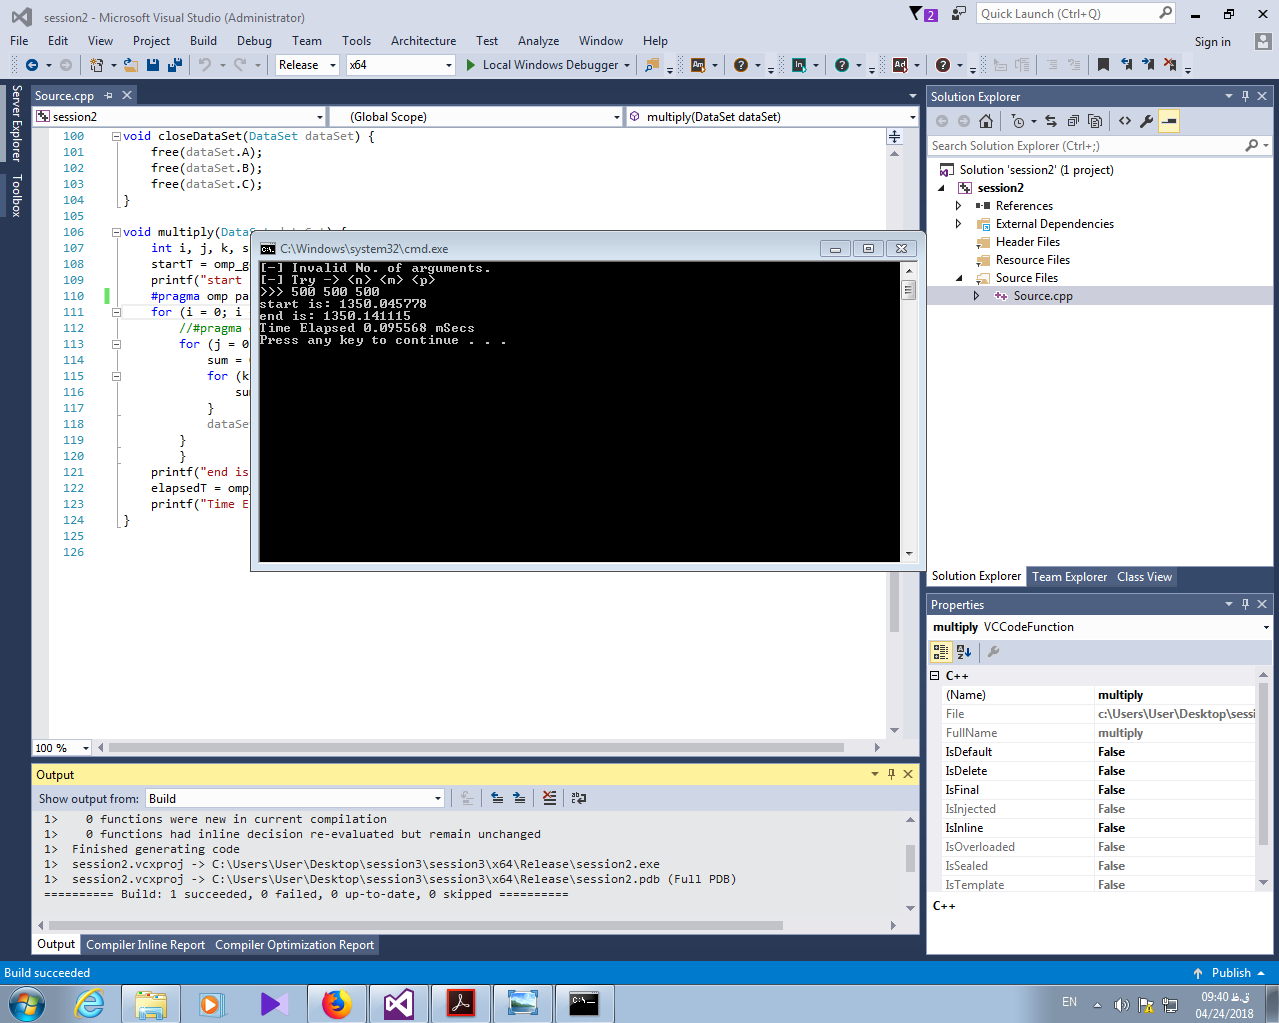 session2 - Microsoft Visual Studio (Administrator)
2
Quick Launch (Ctrl+Q)
File Edit View Project Build Debug Team Tools Architecture Test Analyze Window Help
Sign in
Release x64 Local Windows Debugger
Server Explorer
Toolbox
Source.cpp
session2 (Global Scope) multiply(DataSet dataSet)
100 void closeDataSet(DataSet dataSet) {
101 free(dataSet.A);
102 free(dataSet.B);
103 free(dataSet.C);
104 }
105
106 void multiply(
107 int i, j, k, s
108 startT = omp_g
109 printf("start
110 #pragma omp pa
111 for (i = 0; i
112 //#pragma
113 for (j = 0
114 sum =
115 for (k
116 sum
117 }
118 dataSe
119 }
120 }
121 printf("end is
122 elapsedT = omp_
123 printf("Time E
124 }
125
126
C:\Windows\system32\cmd.exe
[-] Invalid No. of arguments.
[-] Try -> <n> <m> <p>
>>> 500 500 500
start is: 1350.045778
end is: 1350.141115
Time Elapsed 0.095568 mSecs
Press any key to continue . . .
100 %
Output
Show output from: Build
1> 0 functions were new in current compilation
1> 0 functions had inline decision re-evaluated but remain unchanged
1> Finished generating code
1> session2.vcxproj -> C:\Users\User\Desktop\session3\session3\x64\Release\session2.exe
1> session2.vcxproj -> C:\Users\User\Desktop\session3\session3\x64\Release\session2.pdb (Full PDB)
========== Build: 1 succeeded, 0 failed, 0 up-to-date, 0 skipped ==========
Output Compiler Inline Report Compiler Optimization Report
Solution Explorer
Search Solution Explorer (Ctrl+;)
Solution 'session2' (1 project)
session2
References
External Dependencies
Header Files
Resource Files
Source Files
Source.cpp
Solution Explorer Team Explorer Class View
Properties
multiply VCCodeFunction
C++
(Name) multiply
File c:\Users\User\Desktop\sessi
FullName multiply
IsDefault False
IsDelete False
IsFinal False
IsInjected False
IsInline False
IsOverloaded False
IsSealed False
IsTemplate False
C++
Build succeeded
Publish
EN
09:40 ق.ظ
04/24/2018